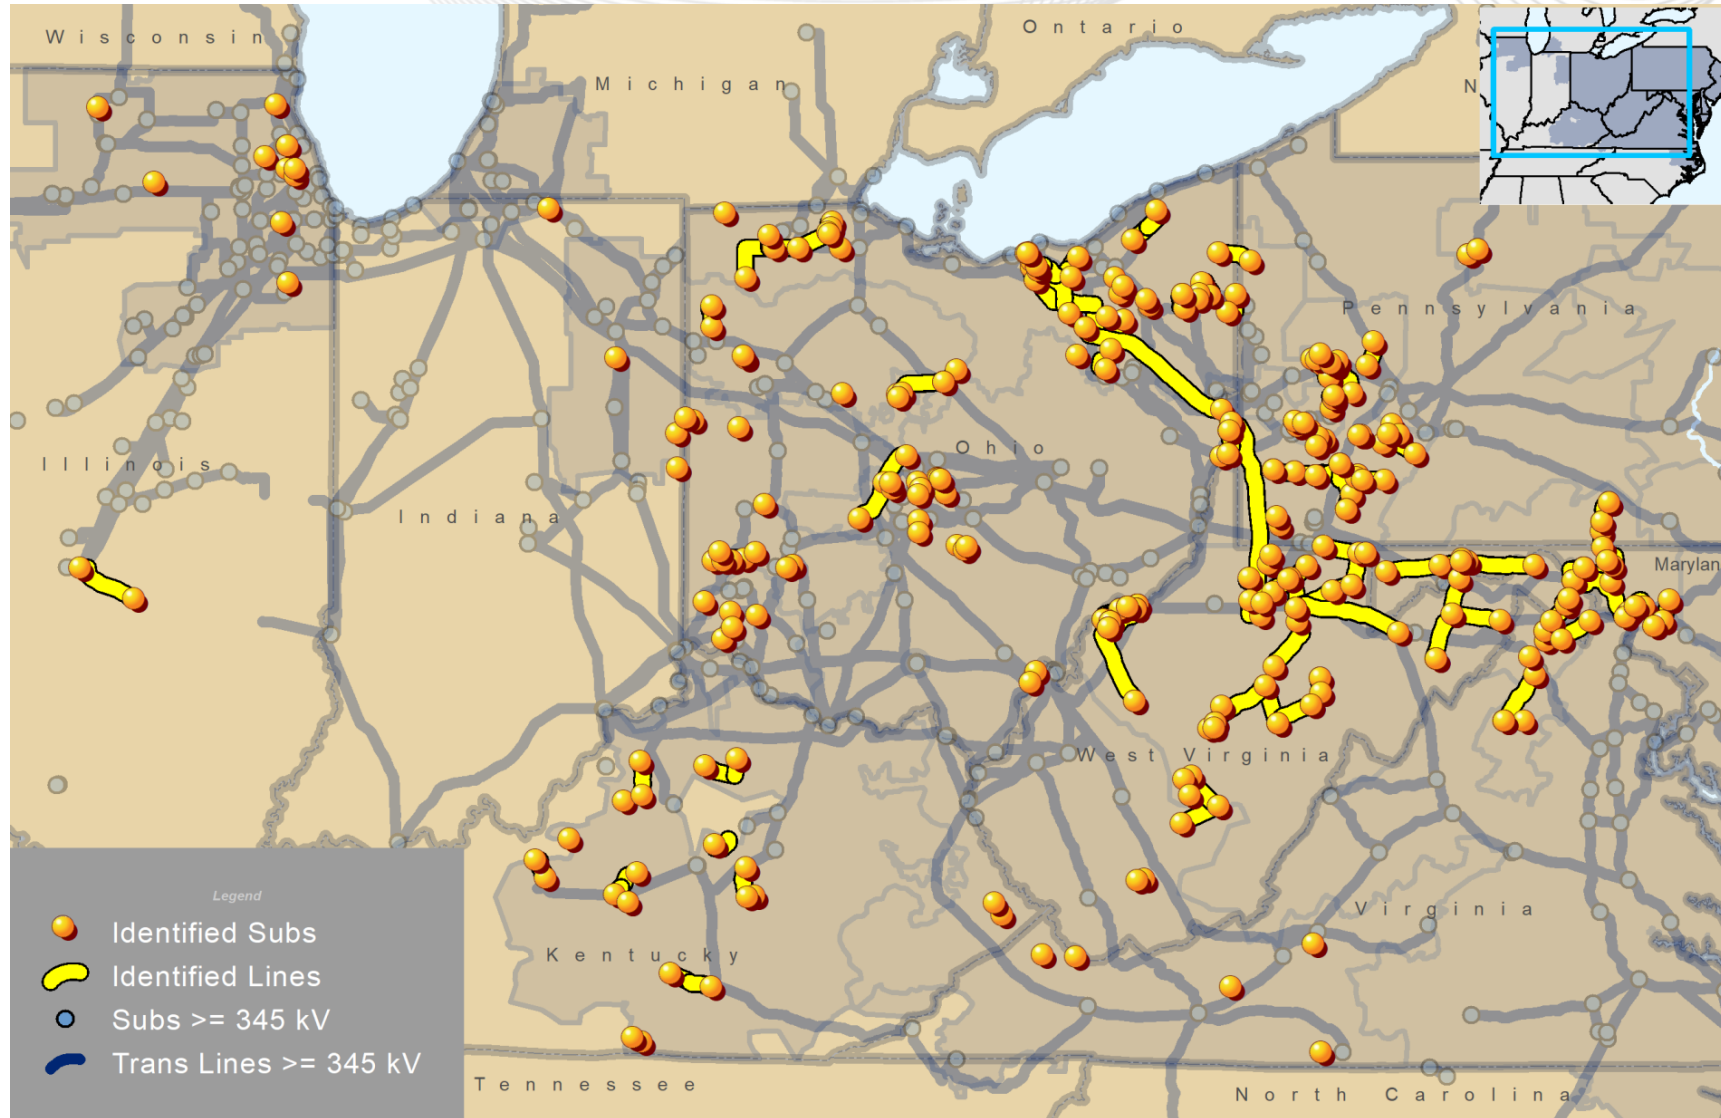 Wisconsin
Ontario
Michigan
N
Pennsylvania
Ohio
Illinois
Indiana
Marylan
West Virginia
Legend
Identified Subs
Identified Lines
Subs >= 345 kV
Trans Lines >= 345 kV
Virginia
Kentucky
Tennessee
North Carolina